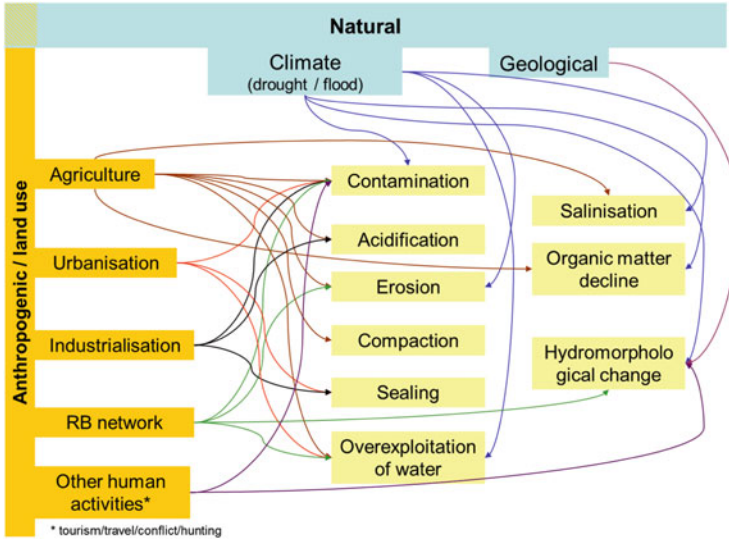 Natural
Climate
(drought / flood)
Geological
Anthropogenic / land use
Agriculture
Urbanisation
Industrialisation
RB network
Other human
activities*
Contamination
Acidification
Erosion
Compaction
Sealing
Overexploitation
of water
Salinisation
Organic matter
decline
Hydromorpholo
gical change
* tourism/travel/conflict/hunting